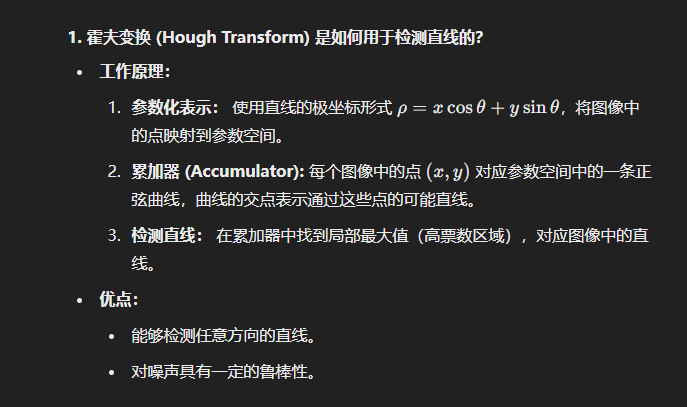 1. 霍夫变换 (Hough Transform) 是如何用于检测直线的？
• 工作原理：
1. 参数化表示： 使用直线的极坐标形式 ρ = x cos θ + y sin θ，将图像中
的点映射到参数空间。
2. 累加器 (Accumulator)：每个图像中的点 (x, y) 对应参数空间中的一条正
弦曲线，曲线的交点表示通过这些点的可能直线。
3. 检测直线： 在累加器中找到局部最大值（高票数区域），对应图像中的直
线。
• 优点：
• 能够检测任意方向的直线。
• 对噪声具有一定的鲁棒性。